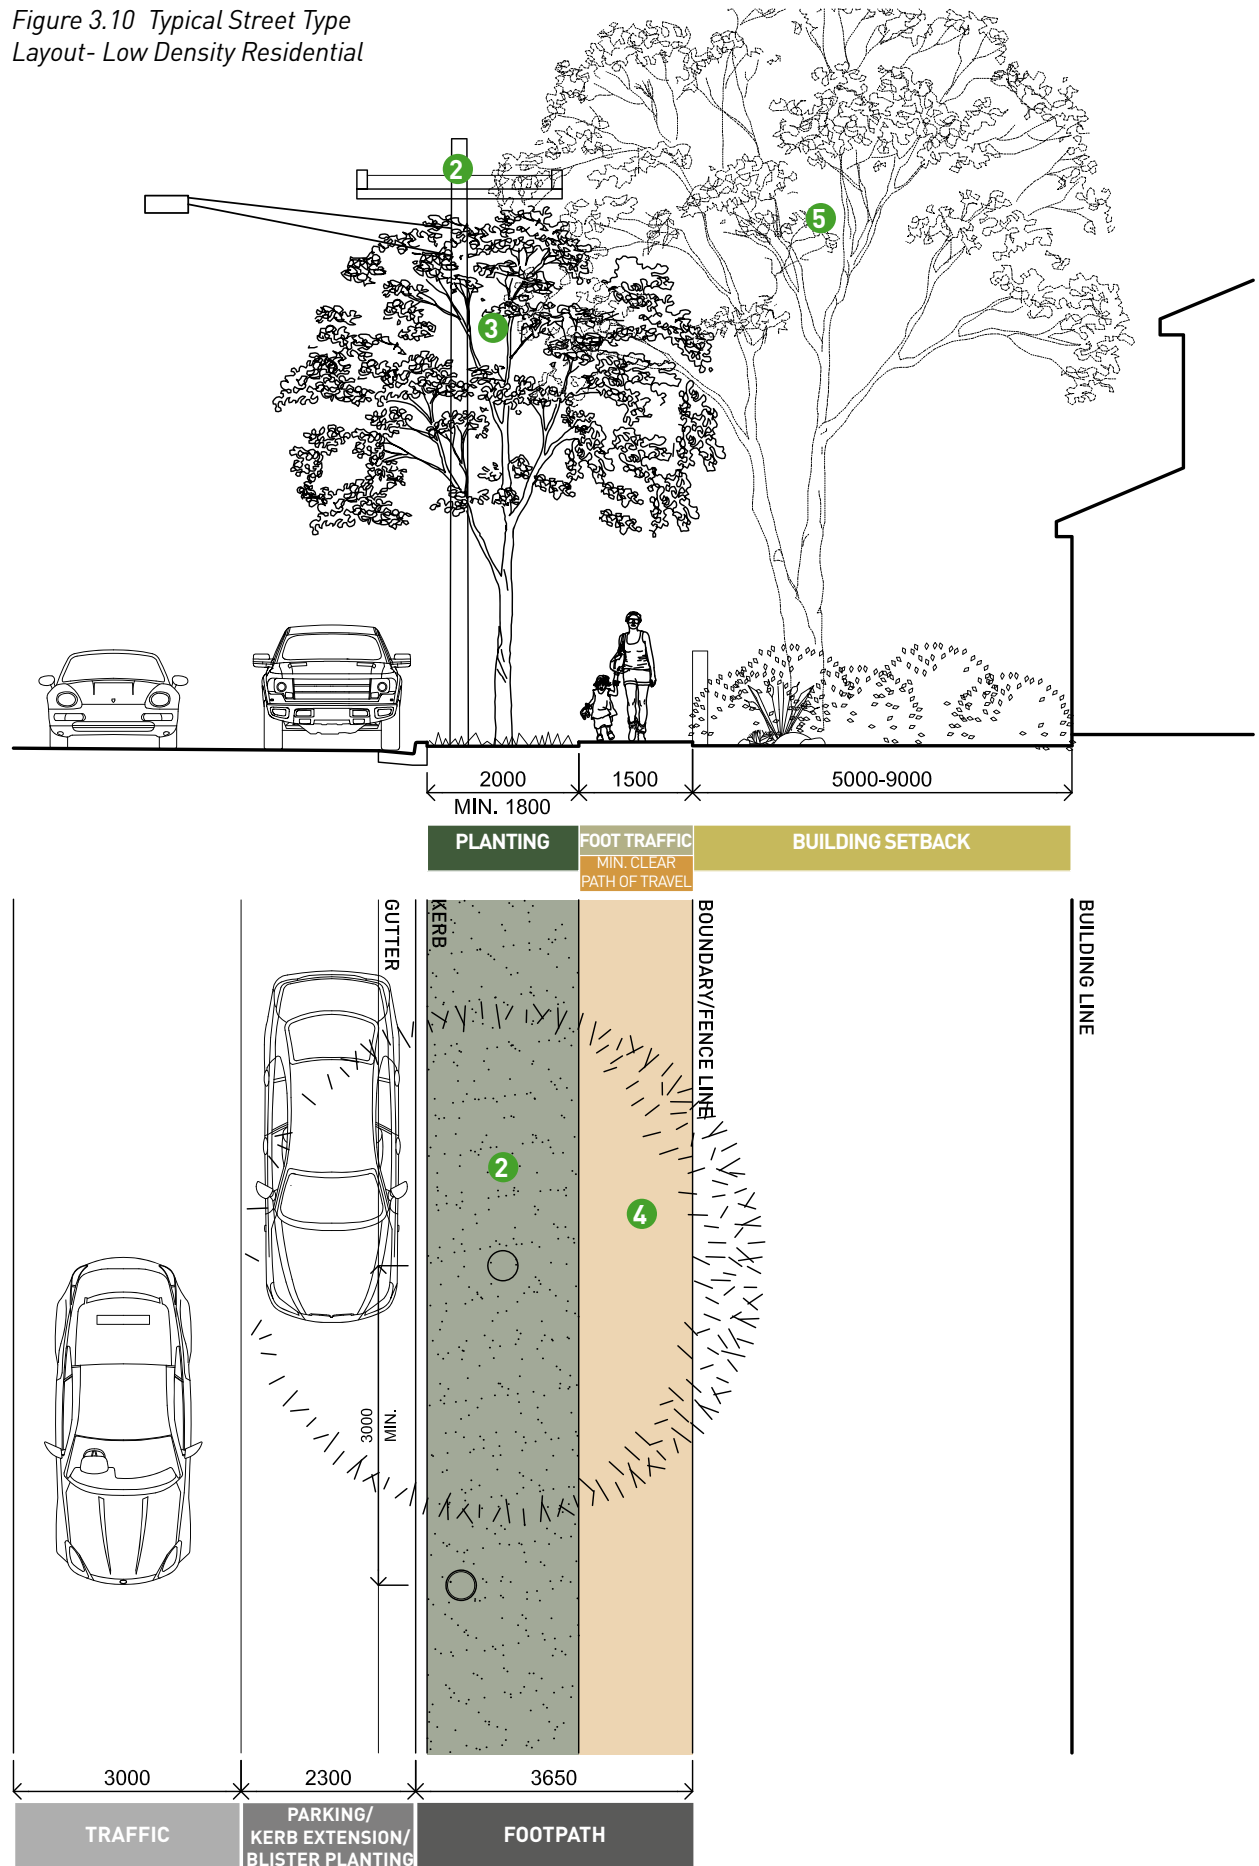 Figure 3.10 Typical Street Type
Layout- Low Density Residential
2
5
3
2000
1500
5000-9000
MIN. 1800
PLANTING
FOOT TRAFFIC
BUILDING SETBACK
MIN. CLEAR
PATH OF TRAVEL
GUTTER
KERB
BOUNDARY/FENCE LINE
BUILDING LINE
2
4
3000
MIN.
3000
2300
3650
TRAFFIC
PARKING/
KERB EXTENSION/
BLISTER PLANTING
FOOTPATH